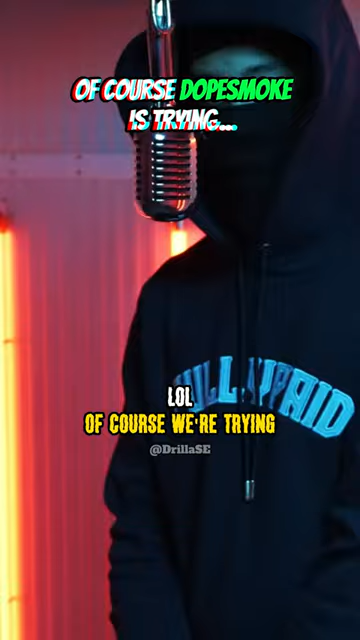 OF COURSE DOPESMOKE
IS TRYING...
LOL
OF COURSE WE'RE TRYING
@DrillaSE